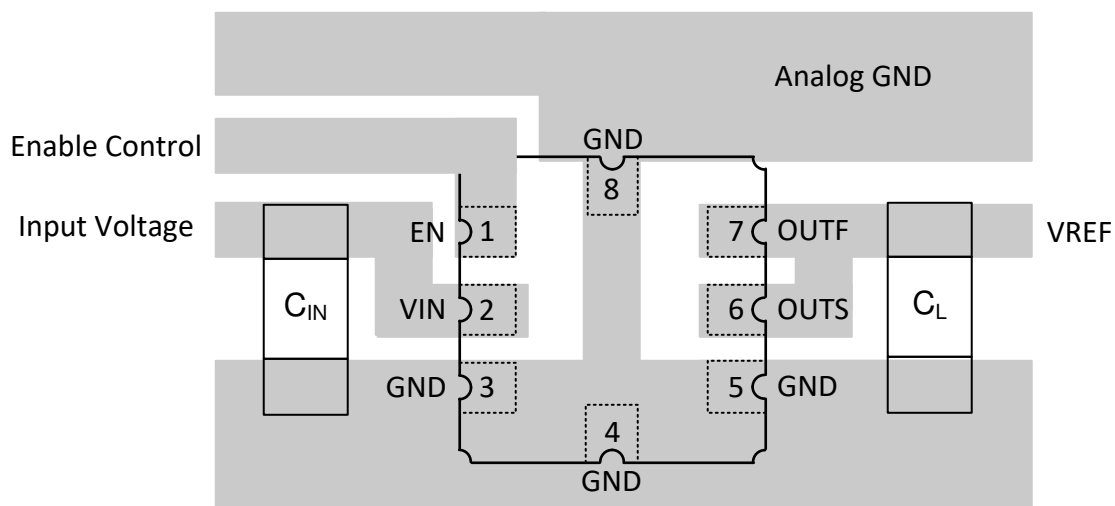 Analog GND
Enable Control
GND
8
Input Voltage
EN 1
7 OUTF
VREF
CIN
VIN 2
6 OUTS
CL
GND 3
5 GND
4
GND